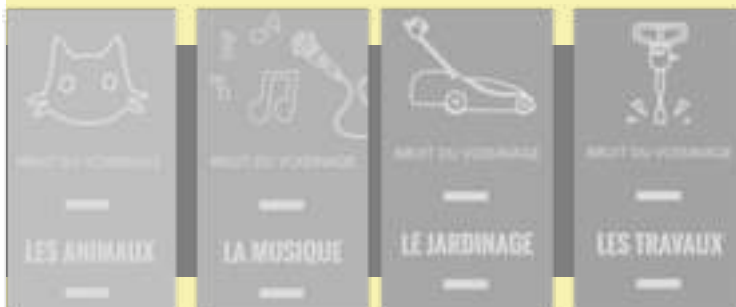 BRUIT DU VOISINAGE
LES ANIMAUX
BRUIT DU VOISINAGE
LA MUSIQUE
BRUIT DU VOISINAGE
LE JARDINAGE
BRUIT DU VOISINAGE
LES TRAVAUX